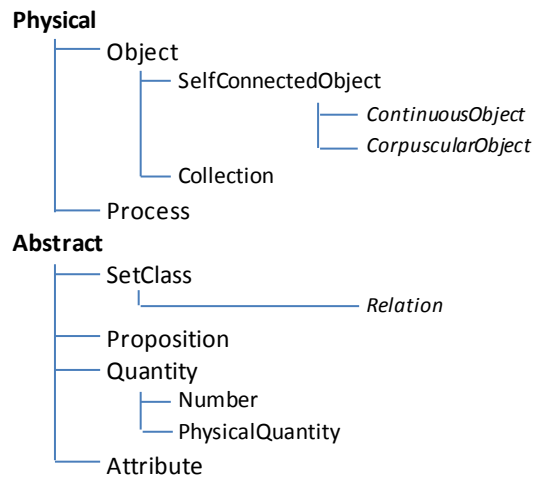 Physical
Object
SelfConnectedObject
ContinuousObject
CorpuscularObject
Collection
Process
Abstract
SetClass
Relation
Proposition
Quantity
Number
PhysicalQuantity
Attribute